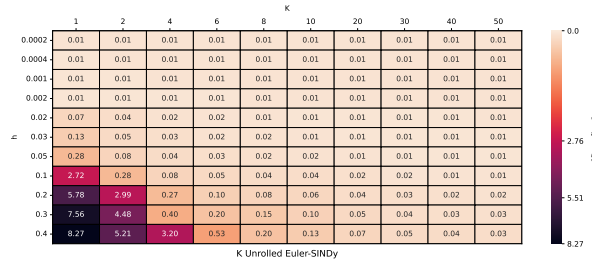 K
1 2 4 6 8 10 20 30 40 50
0.0002 0.01 0.01 0.01 0.01 0.01 0.01 0.01 0.01 0.01 0.01 0.0
0.0004 0.01 0.01 0.01 0.01 0.01 0.01 0.01 0.01 0.01 0.01
0.001 0.01 0.01 0.01 0.01 0.01 0.01 0.01 0.01 0.01 0.01
0.002 0.01 0.01 0.01 0.01 0.01 0.01 0.01 0.01 0.01 0.01
0.02 0.07 0.04 0.02 0.02 0.01 0.01 0.01 0.01 0.01 0.01
h 0.03 0.13 0.05 0.03 0.02 0.02 0.01 0.01 0.01 0.01 0.01 2.76
0.05 0.28 0.08 0.04 0.03 0.02 0.02 0.01 0.01 0.01 0.01
0.1 2.72 0.28 0.08 0.05 0.04 0.04 0.02 0.02 0.01 0.01
0.2 5.78 2.99 0.27 0.10 0.08 0.06 0.04 0.03 0.02 0.02 5.51
0.3 7.56 4.48 0.40 0.20 0.15 0.10 0.05 0.04 0.03 0.03
0.4 8.27 5.21 3.20 0.53 0.20 0.13 0.07 0.05 0.04 0.03 8.27
K Unrolled Euler-SINDy